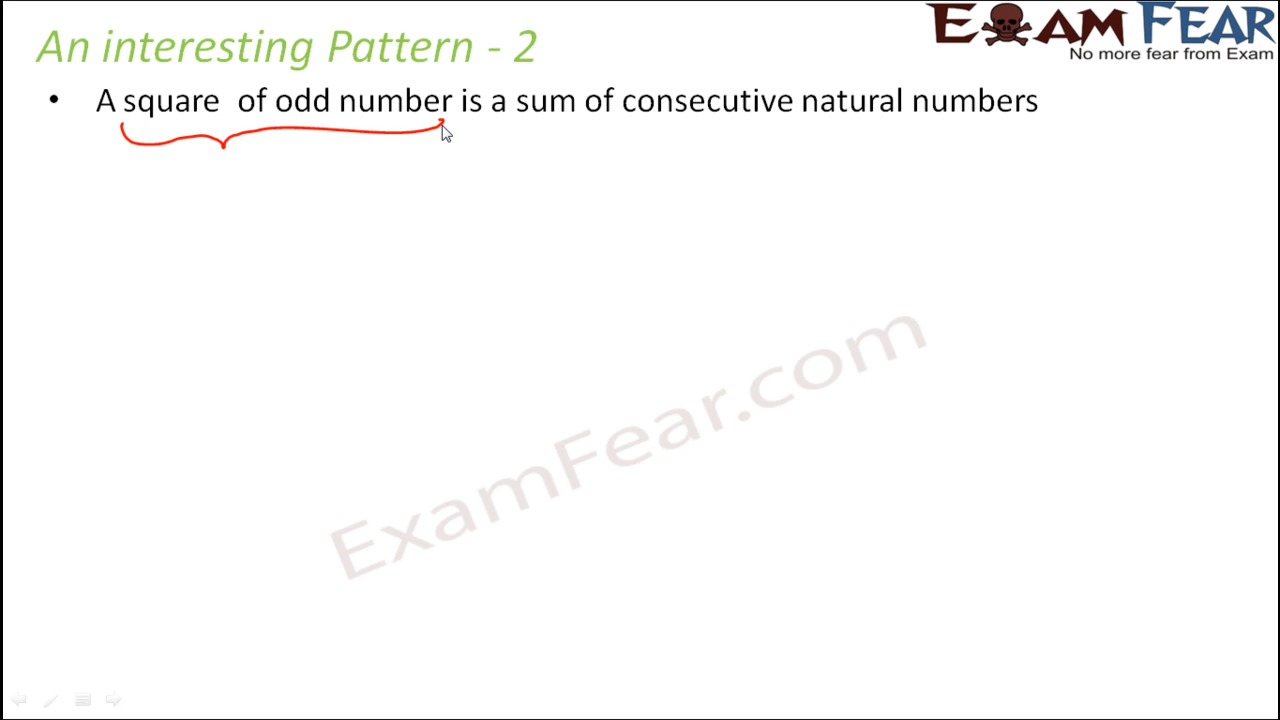 An interesting Pattern - 2
EXAM FEAR
No more fear from Exam
• A square of odd number is a sum of consecutive natural numbers
ExamFear.com